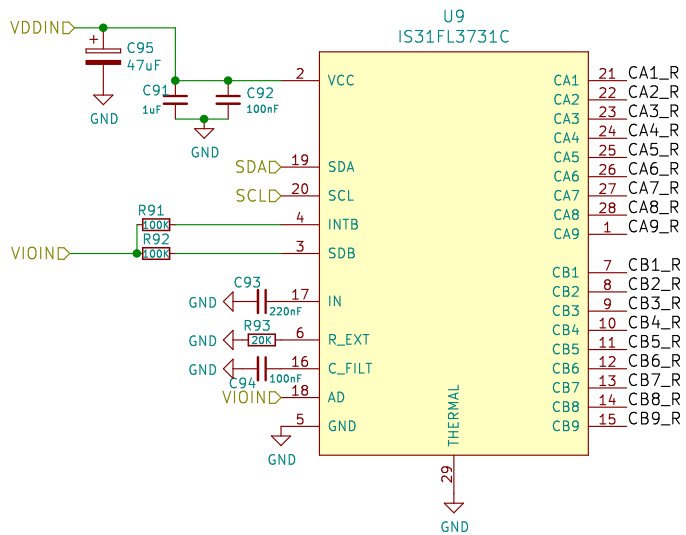 U9
IS31FL3731C
VDDIN
+
C95
47uF
GND
C91
1uF
C92
100nF
GND
2 VCC
SDA 19 SDA
SCL 20 SCL
R91
100K
4 INTB
R92
100K
VIOIN
3 SDB
GND C93 220nF 17 IN
GND R93 20K 6 R_EXT
GND C94 100nF 16 C_FILT
VIOIN 18 AD
5 GND
GND
THERMAL
29
GND
CA1 21 CA1_R
CA2 22 CA2_R
CA3 23 CA3_R
CA4 24 CA4_R
CA5 25 CA5_R
CA6 26 CA6_R
CA7 27 CA7_R
CA8 28 CA8_R
CA9 1 CA9_R
CB1 7 CB1_R
CB2 8 CB2_R
CB3 9 CB3_R
CB4 10 CB4_R
CB5 11 CB5_R
CB6 12 CB6_R
CB7 13 CB7_R
CB8 14 CB8_R
CB9 15 CB9_R